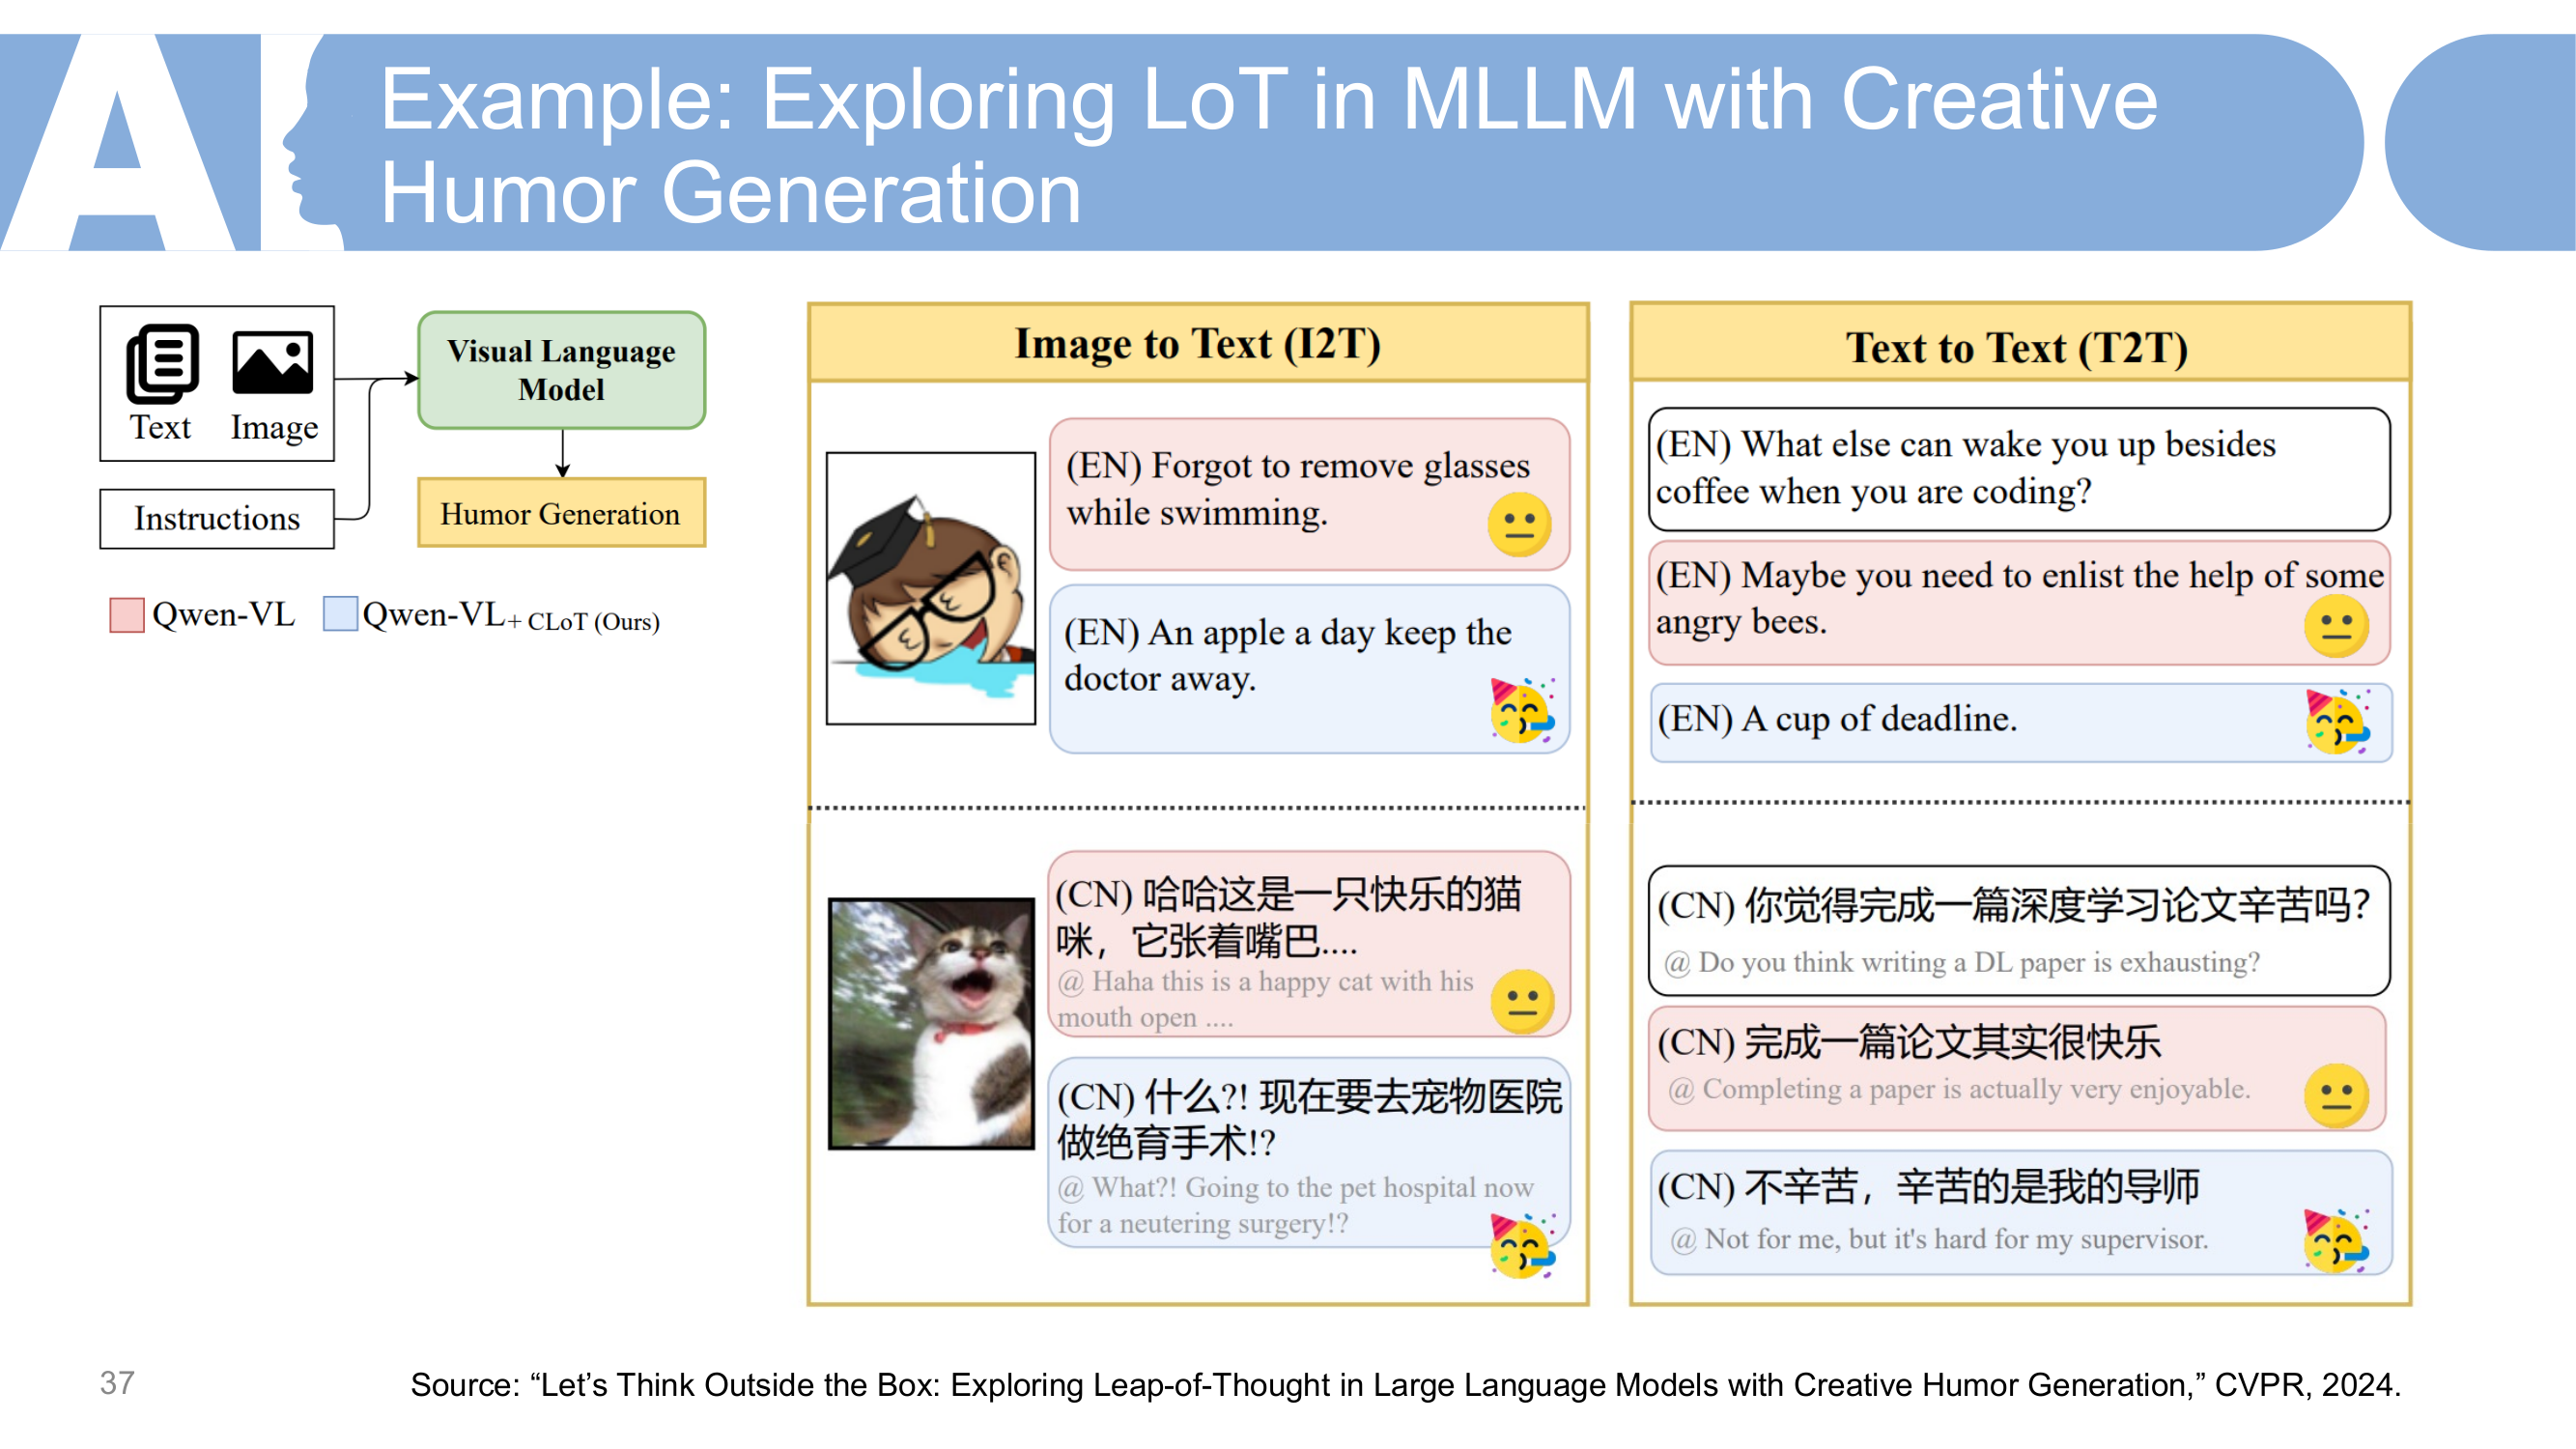 AI
Example: Exploring LoT in MLLM with Creative
Humor Generation
Text Image
Instructions
Visual Language
Model
Humor Generation
Qwen-VL Qwen-VL+ CLoT (Ours)
Image to Text (I2T)
(EN) Forgot to remove glasses
while swimming.
(EN) An apple a day keep the
doctor away.
(CN) 哈哈这是一只快乐的猫
咪，它张着嘴巴....
@ Haha this is a happy cat with his
mouth open ....
(CN) 什么?! 现在要去宠物医院
做绝育手术!?
@ What?! Going to the pet hospital now
for a neutering surgery!?
Text to Text (T2T)
(EN) What else can wake you up besides
coffee when you are coding?
(EN) Maybe you need to enlist the help of some
angry bees.
(EN) A cup of deadline.
(CN) 你觉得完成一篇深度学习论文辛苦吗?
@ Do you think writing a DL paper is exhausting?
(CN) 完成一篇论文其实很快乐
@ Completing a paper is actually very enjoyable.
(CN) 不辛苦，辛苦的是我的导师
@ Not for me, but it's hard for my supervisor.
37
Source: “Let’s Think Outside the Box: Exploring Leap-of-Thought in Large Language Models with Creative Humor Generation,” CVPR, 2024.